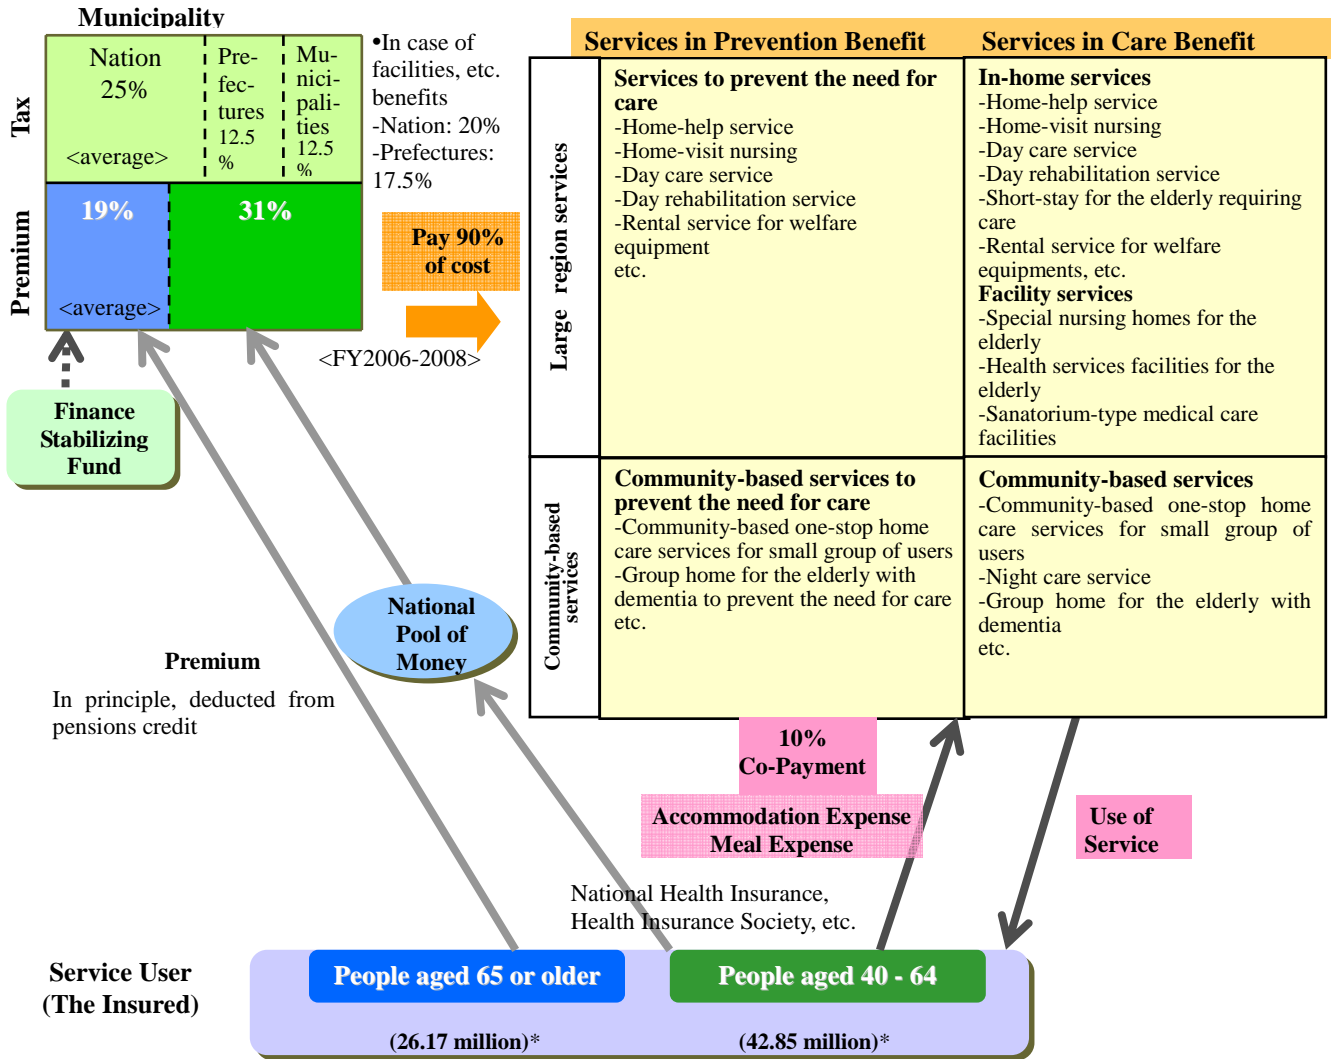 Municipality
Tax
Nation
25%
<average>
Pre-
fec-
tures
12.5
%
Mu-
nici-
pali-
ties
12.5
%
•In case of
facilities, etc.
benefits
-Nation: 20%
-Prefectures:
17.5%
Premium
19%
<average>
31%
Pay 90%
of cost
<FY2006-2008>
Finance
Stabilizing
Fund
National
Pool of
Money
Premium
In principle, deducted from
pensions credit
Services in Prevention Benefit
Services in Care Benefit
Large region services
Services to prevent the need for
care
-Home-help service
-Home-visit nursing
-Day care service
-Day rehabilitation service
-Rental service for welfare
equipment
etc.
In-home services
-Home-help service
-Home-visit nursing
-Day care service
-Day rehabilitation service
-Short-stay for the elderly requiring
care
-Rental service for welfare
equipments, etc.
Facility services
-Special nursing homes for the
elderly
-Health services facilities for the
elderly
-Sanatorium-type medical care
facilities
Community-based
services
Community-based services to
prevent the need for care
-Community-based one-stop home
care services for small group of users
-Group home for the elderly with
dementia to prevent the need for care
etc.
Community-based services
-Community-based one-stop home
care services for small group of
users
-Night care service
-Group home for the elderly with
dementia
etc.
10%
Co-Payment
Accommodation Expense
Meal Expense
Use of
Service
National Health Insurance,
Health Insurance Society, etc.
Service User
(The Insured)
People aged 65 or older
(26.17 million)*
People aged 40 - 64
(42.85 million)*